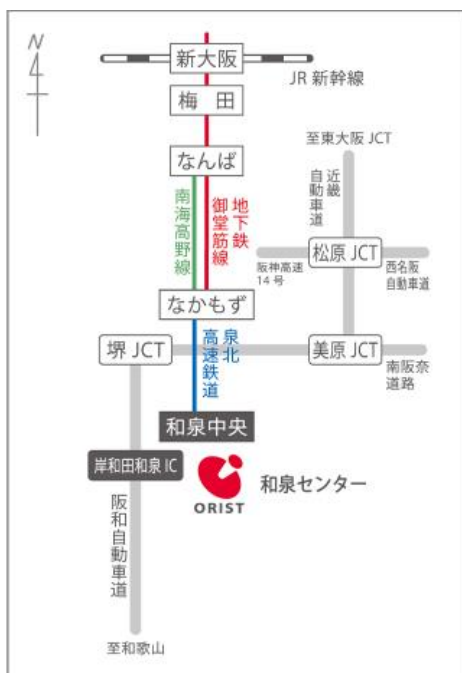 N
新大阪
JR 新幹線
梅 田
至東大阪 JCT
なんば
近畿
自動車道
南海高野線
地下鉄
御堂筋線
松原 JCT
阪神高速
14 号
西名阪
自動車道
なかもず
堺 JCT
泉北
高速鉄道
美原 JCT
南阪奈
道路
和泉中央
岸和田和泉 IC
和泉センター
ORIST
阪和自動車道
至和歌山